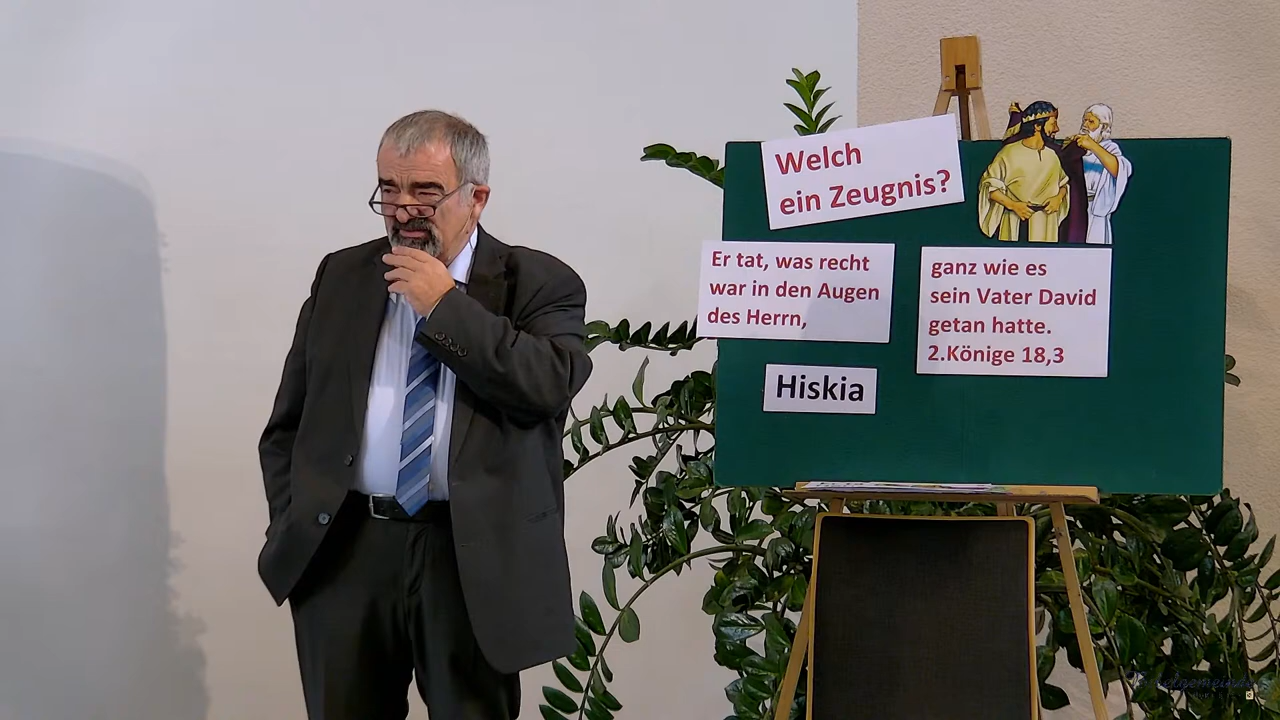 Welch
ein Zeugnis?
Er tat, was recht
war in den Augen
des Herrn,
ganz wie es
sein Vater David
getan hatte.
2.Könige 18,3
Hiskia